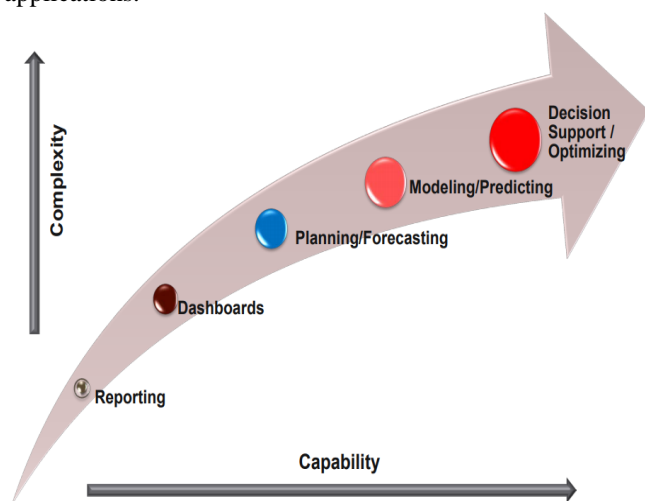 applications.
Decision
Support /
Optimizing
Modeling/Predicting
Planning/Forecasting
Dashboards
Reporting
Complexity
Capability